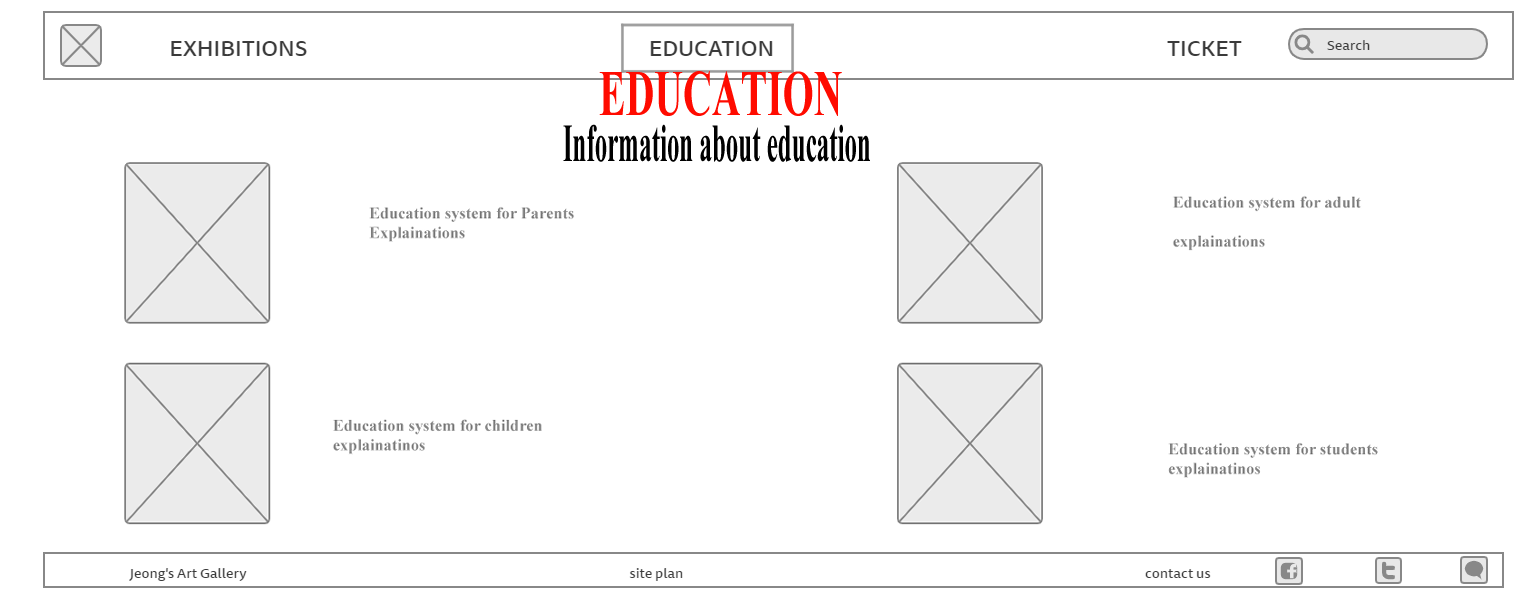 EXHIBITIONS
EDUCATION
TICKET
Search
EDUCATION
Information about education
Education system for Parents
Explainations
Education system for adult
explainations
Education system for children
explainatinos
Education system for students
explainatinos
Jeong's Art Gallery
site plan
contact us